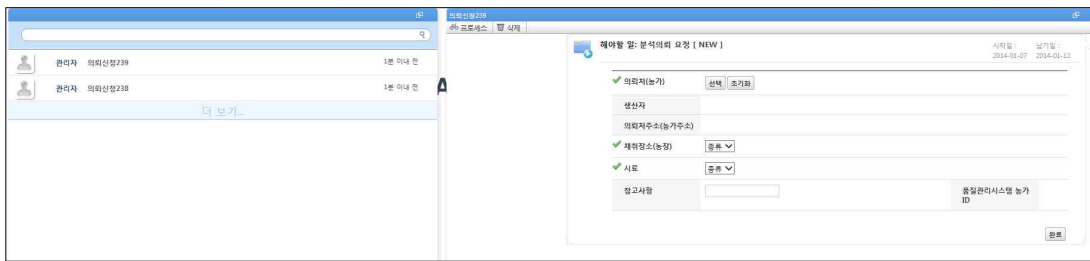 관리자 의뢰신청239 1분 이내 전
관리자 의뢰신청238 1분 이내 전
더 보기...
의뢰신청239
프로세스 삭제
해야할 일: 분석의뢰 요청 [ NEW ]
시작일 : 납기일 :
2014-01-07 2014-01-12
의뢰처(농가) 선택 초기화
생산자
의뢰처주소(농가주소)
채취장소(농장) 종류
시료 종류
참고사항 품질관리시스템 농가
ID
완료